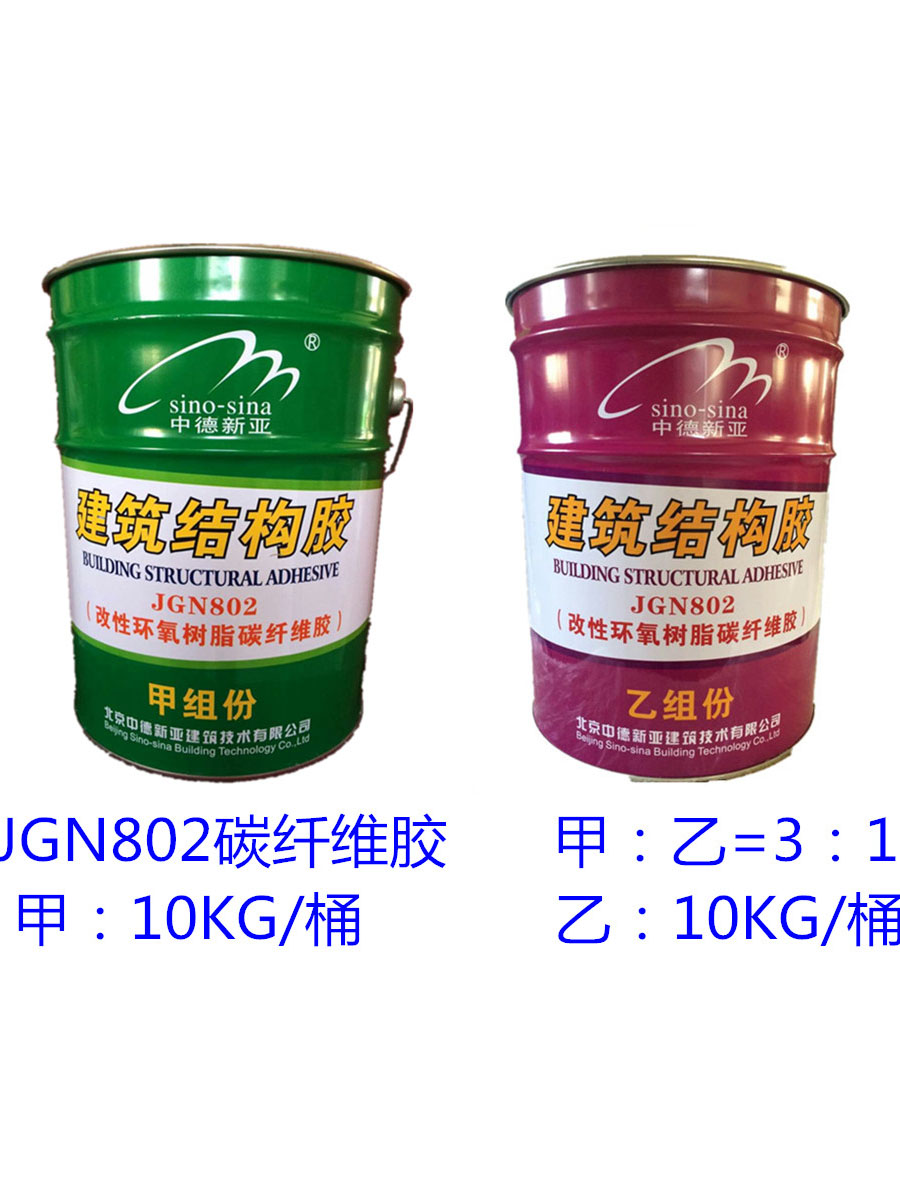 ®
sino-sina
中德新亚
建筑结构胶
BUILDING STRUCTURAL ADHESIVE
JGN802
（改性环氧树脂碳纤维胶）
甲组份
北京中德新亚建筑技术有限公司
Beijing Sino-sina Building Technology Co.,Ltd
®
sino-sina
中德新亚
建筑结构胶
BUILDING STRUCTURAL ADHESIVE
JGN802
（改性环氧树脂碳纤维胶）
乙组份
北京中德新亚建筑技术有限公司
Beijing Sino-sina Building Technology Co.,Ltd
JGN802碳纤维胶
甲：乙=3：1
甲：10KG/桶
乙：10KG/桶